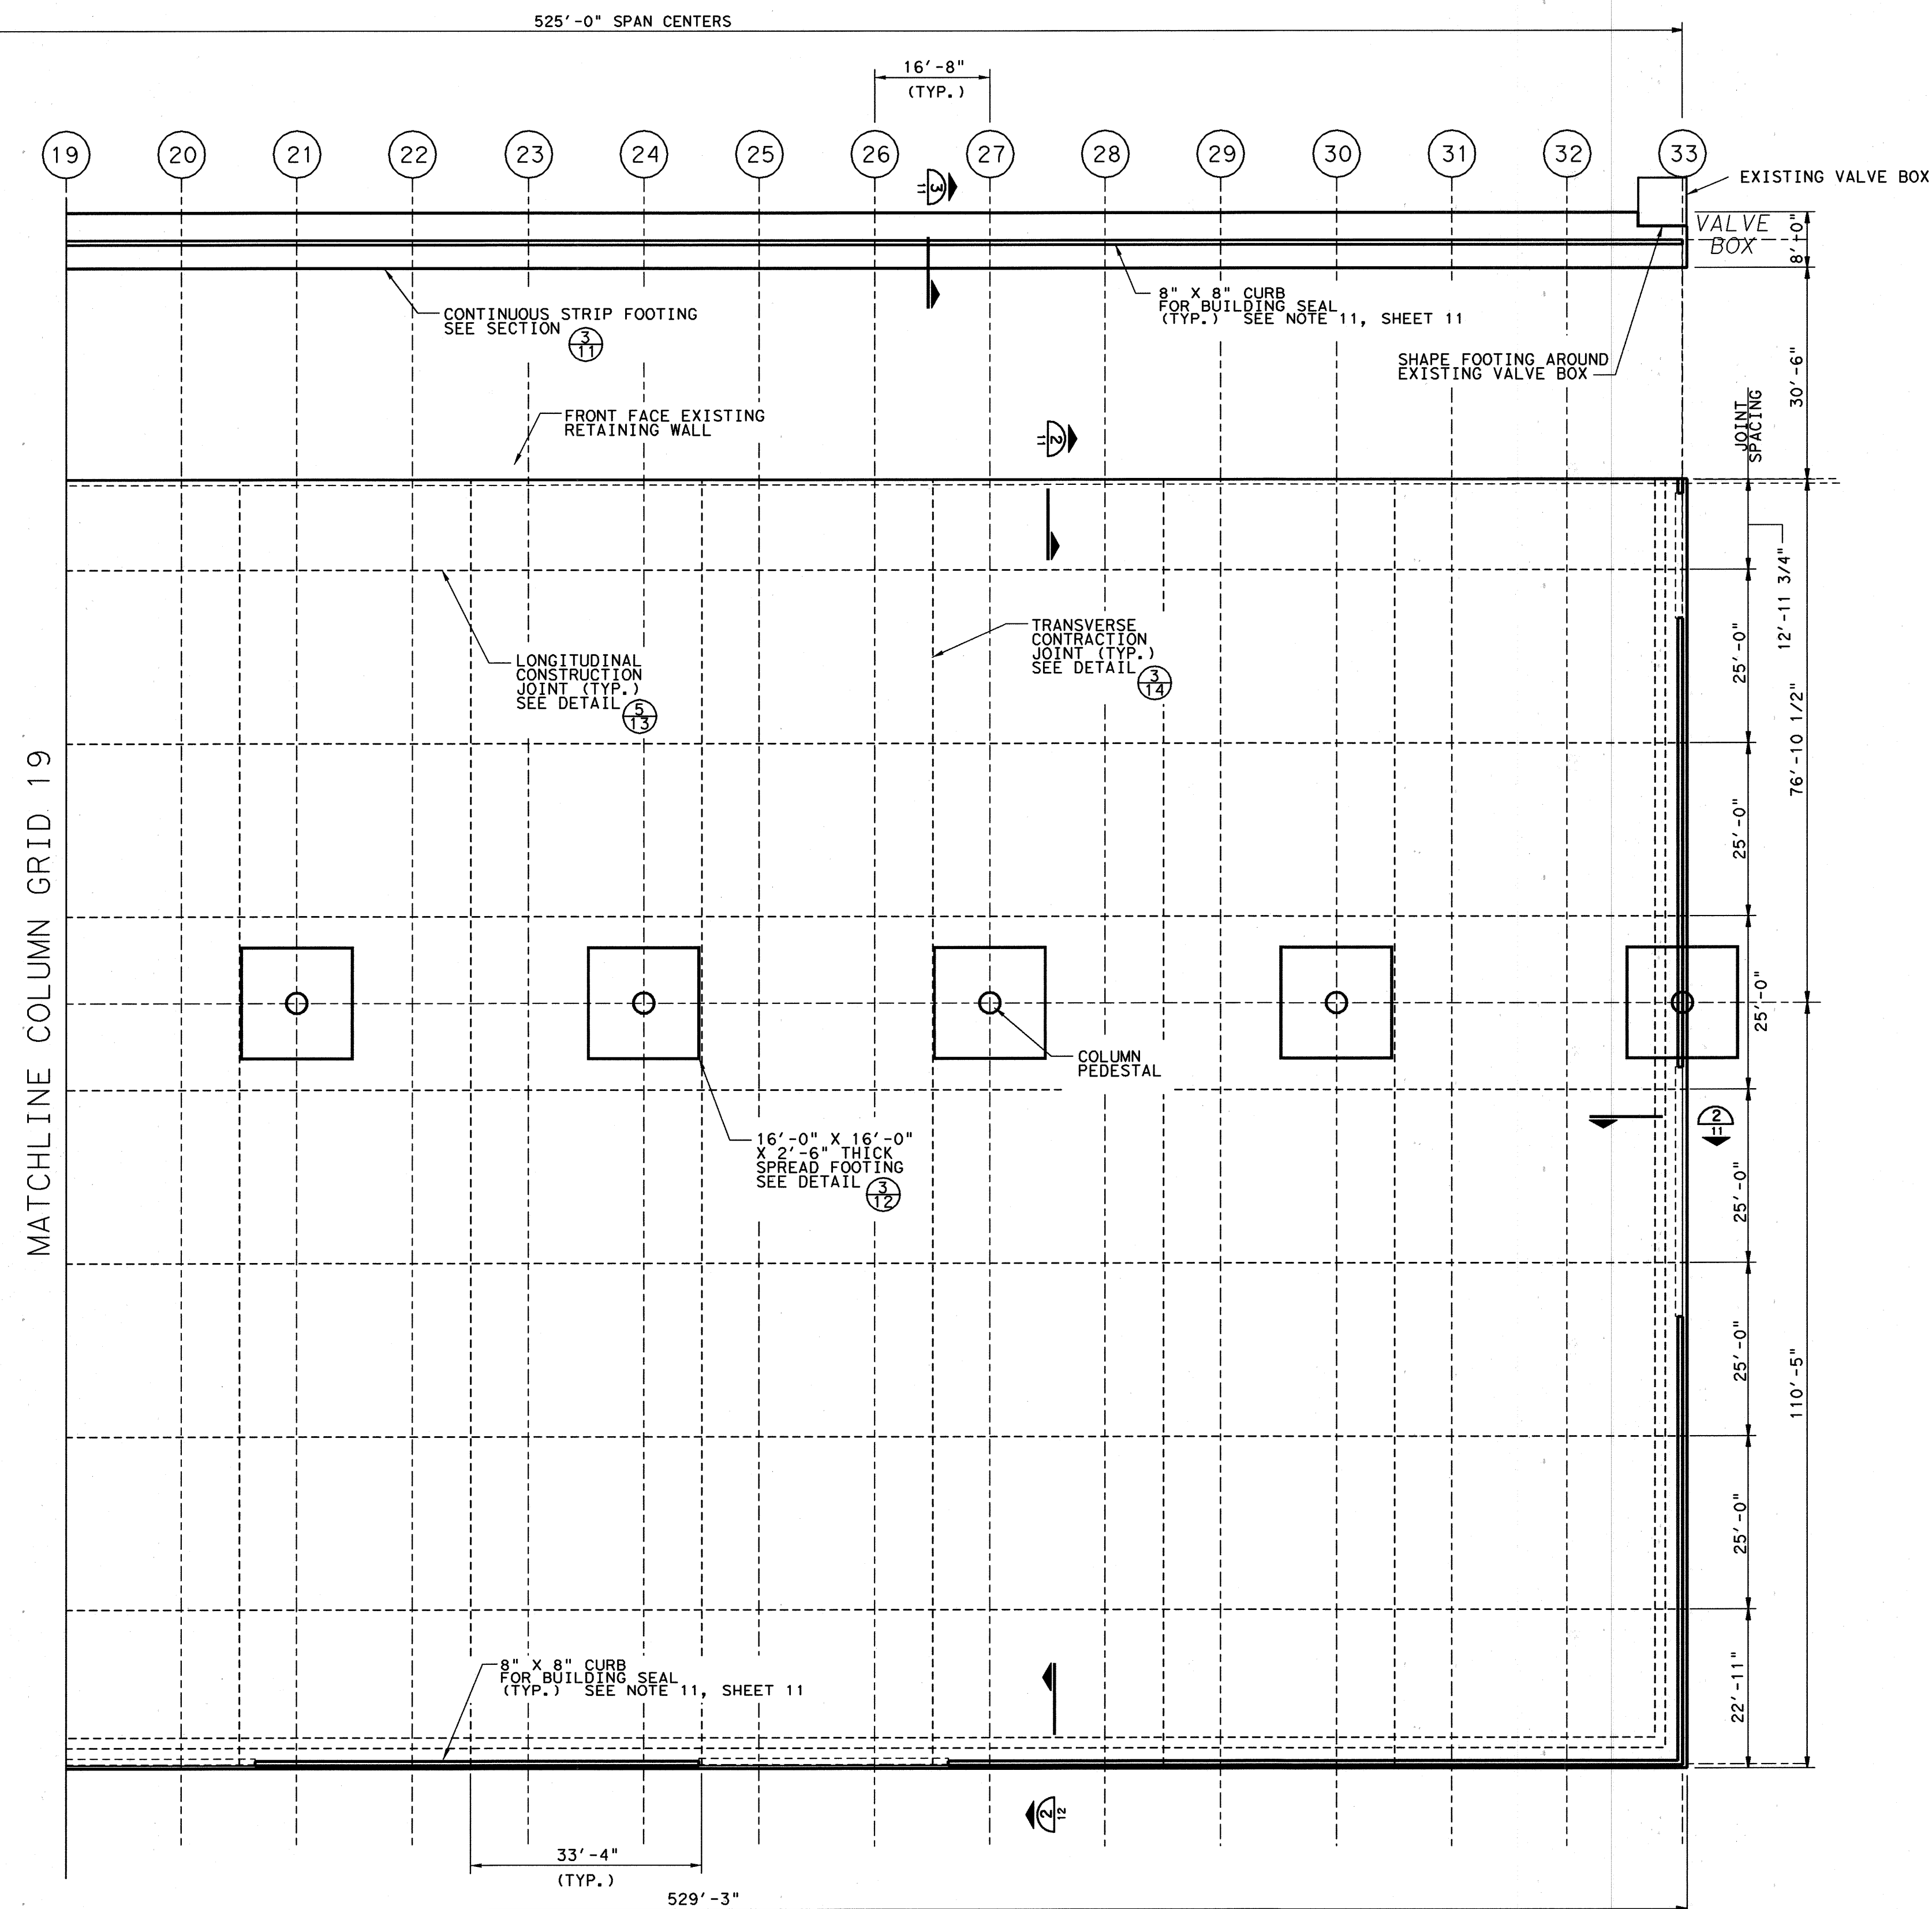 525'-0" SPAN CENTERS
16'-8"
(TYP.)
19 20 21 22 23 24 25 26 27 28 29 30 31 32 33
3
11
EXISTING VALVE BOX
VALVE
BOX
8'-0"
CONTINUOUS STRIP FOOTING
SEE SECTION
3
11
8" X 8" CURB
FOR BUILDING SEAL
(TYP.) SEE NOTE 11, SHEET 11
SHAPE FOOTING AROUND
EXISTING VALVE BOX
30'-6"
JOINT
SPACING
FRONT FACE EXISTING
RETAINING WALL
2
11
12'-11 3/4"
LONGITUDINAL
CONSTRUCTION
JOINT (TYP.)
SEE DETAIL
5
13
TRANSVERSE
CONTRACTION
JOINT (TYP.)
SEE DETAIL
3
14
25'-0"
76'-10 1/2"
25'-0"
MATCHLINE COLUMN GRID 19
25'-0"
COLUMN
PEDESTAL
16'-0" X 16'-0"
X 2'-6" THICK
SPREAD FOOTING
SEE DETAIL
3
12
2
11
25'-0"
25'-0"
110'-5"
25'-0"
8" X 8" CURB
FOR BUILDING SEAL
(TYP.) SEE NOTE 11, SHEET 11
22'-11"
2
12
33'-4"
(TYP.)
529'-3"